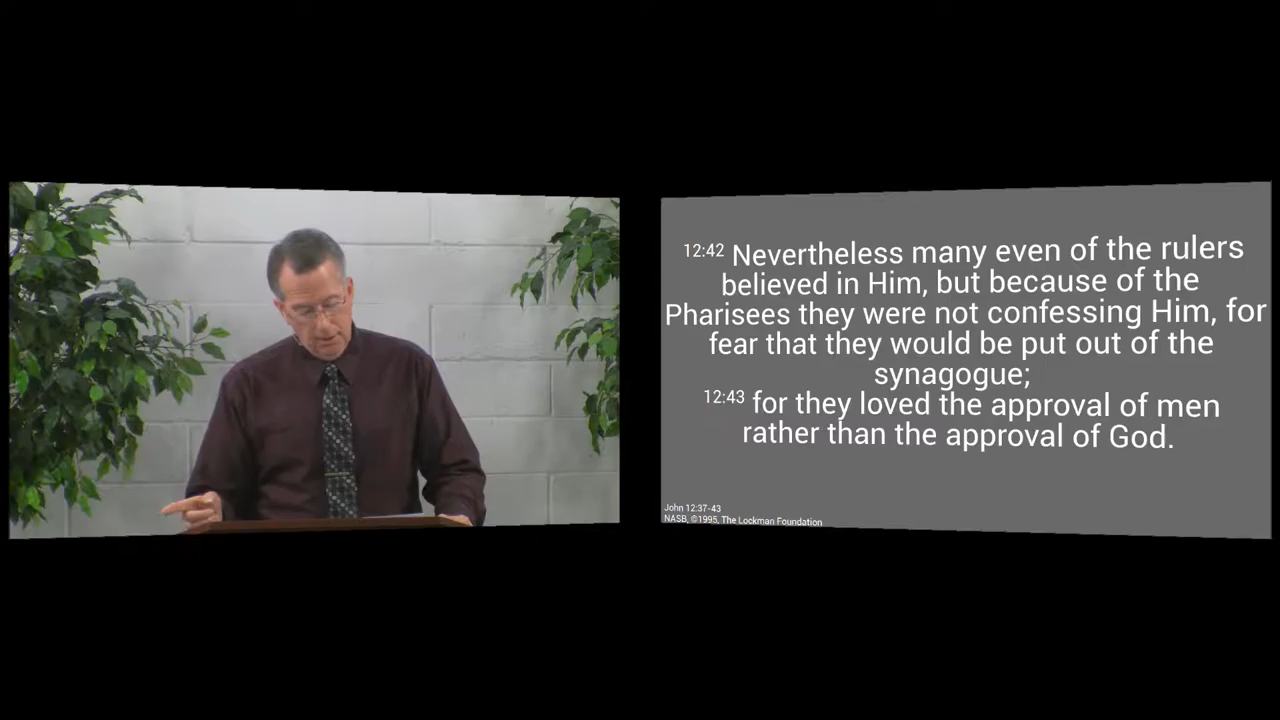 12:42 Nevertheless many even of the rulers
believed in Him, but because of the
Pharisees they were not confessing Him, for
fear that they would be put out of the
synagogue;
12:43 for they loved the approval of men
rather than the approval of God.
John 12:37-43
NASB, ©1995, The Lockman Foundation